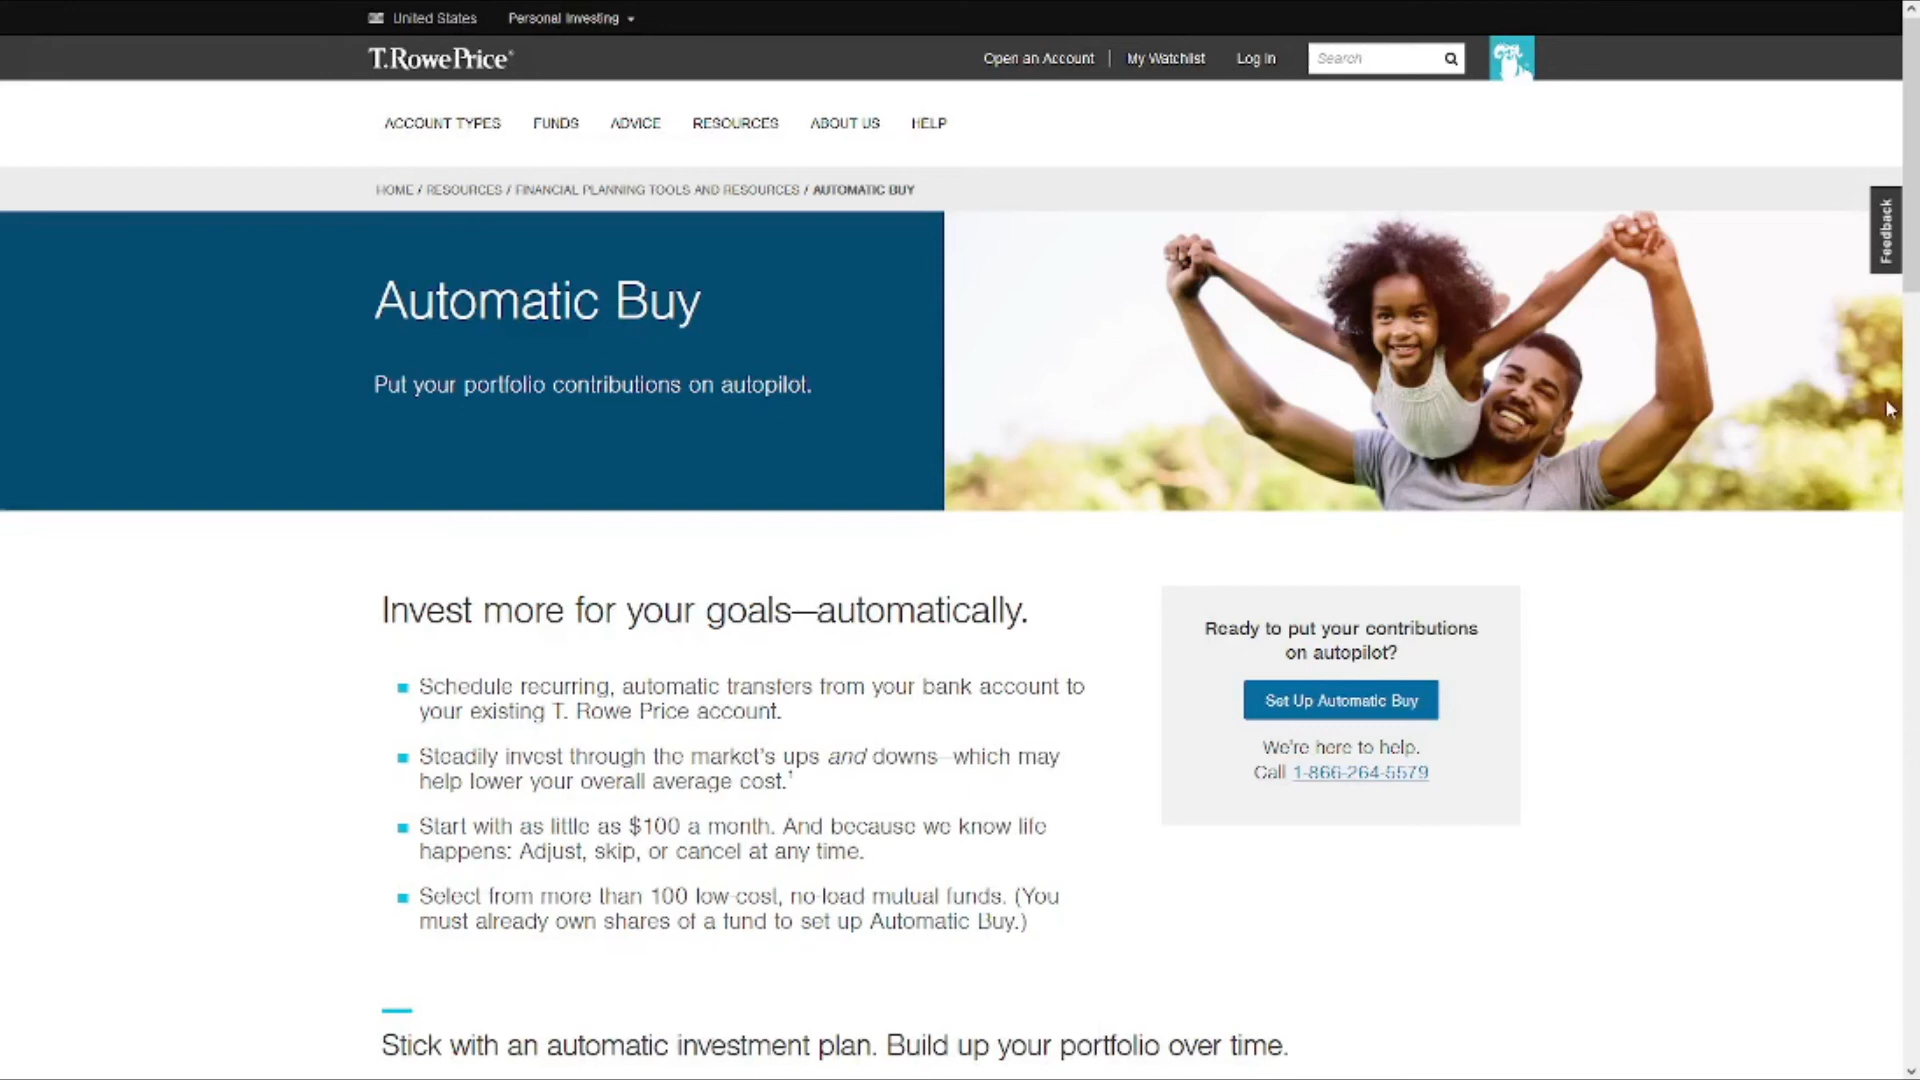 United States
Personal Investing
T.RowePrice®
Open an Account
My Watchlist
Log In
Search
ACCOUNT TYPES
FUNDS
ADVICE
RESOURCES
ABOUT US
HELP
HOME / RESOURCES / FINANCIAL PLANNING TOOLS AND RESOURCES / AUTOMATIC BUY
Feedback
Automatic Buy
Put your portfolio contributions on autopilot.
Invest more for your goals—automatically.
Schedule recurring, automatic transfers from your bank account to
your existing T. Rowe Price account.
Steadily invest through the market's ups and downs—which may
help lower your overall average cost.¹
Start with as little as $100 a month. And because we know life
happens: Adjust, skip, or cancel at any time.
Select from more than 100 low-cost, no-load mutual funds. (You
must already own shares of a fund to set up Automatic Buy.)
Ready to put your contributions
on autopilot?
Set Up Automatic Buy
We're here to help.
Call 1-866-264-5579
Stick with an automatic investment plan. Build up your portfolio over time.